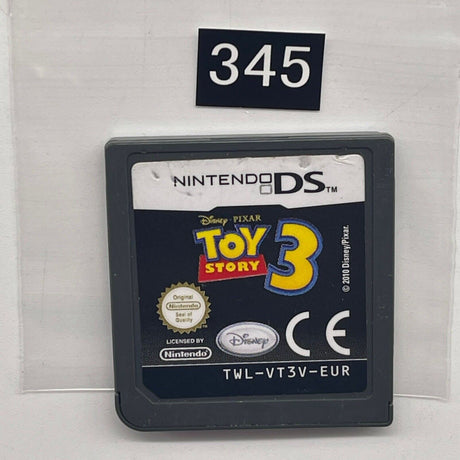 345
NINTENDO DS™
Disney · PIXAR
TOY
STORY
3
© 2010 Disney/Pixar.
Original
Nintendo
Seal of
Quality
LICENSED BY
Nintendo
Disney
CE
TWL-VT3V-EUR